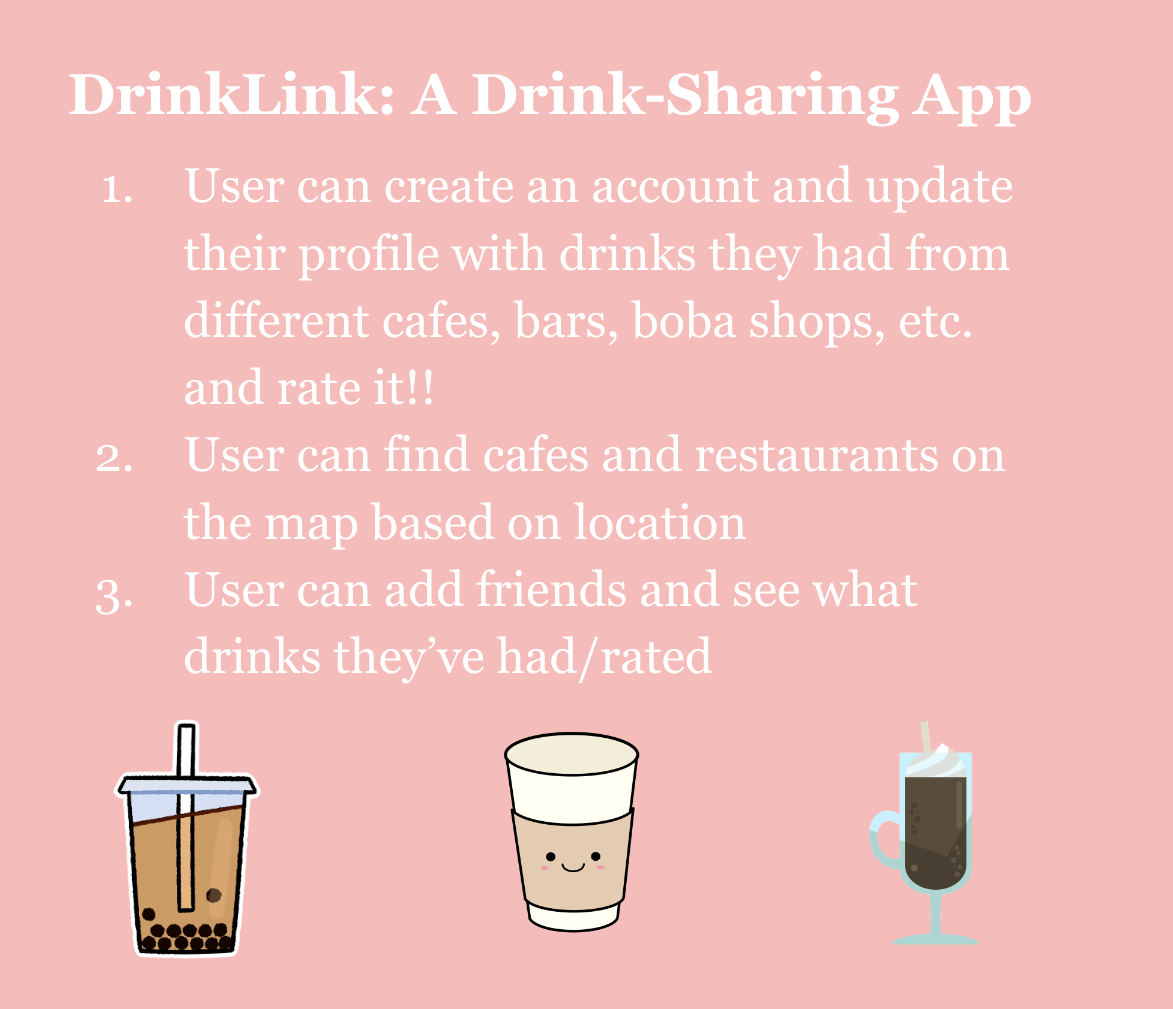 DrinkLink: A Drink-Sharing App
1. User can create an account and update
their profile with drinks they had from
different cafes, bars, boba shops, etc.
and rate it!!
2. User can find cafes and restaurants on
the map based on location
3. User can add friends and see what
drinks they’ve had/rated